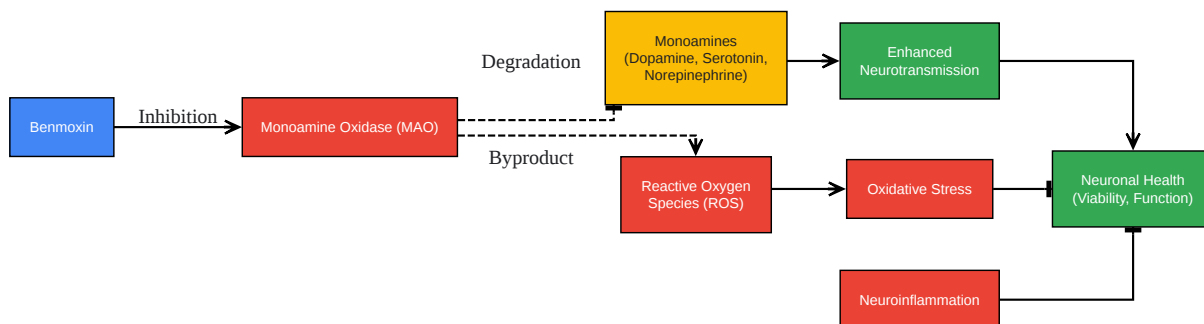 Benmoxin
Inhibition
Monoamine Oxidase (MAO)
Degradation
Byproduct
Monoamines
(Dopamine, Serotonin,
Norepinephrine)
Enhanced
Neurotransmission
Reactive Oxygen
Species (ROS)
Oxidative Stress
Neuronal Health
(Viability, Function)
Neuroinflammation